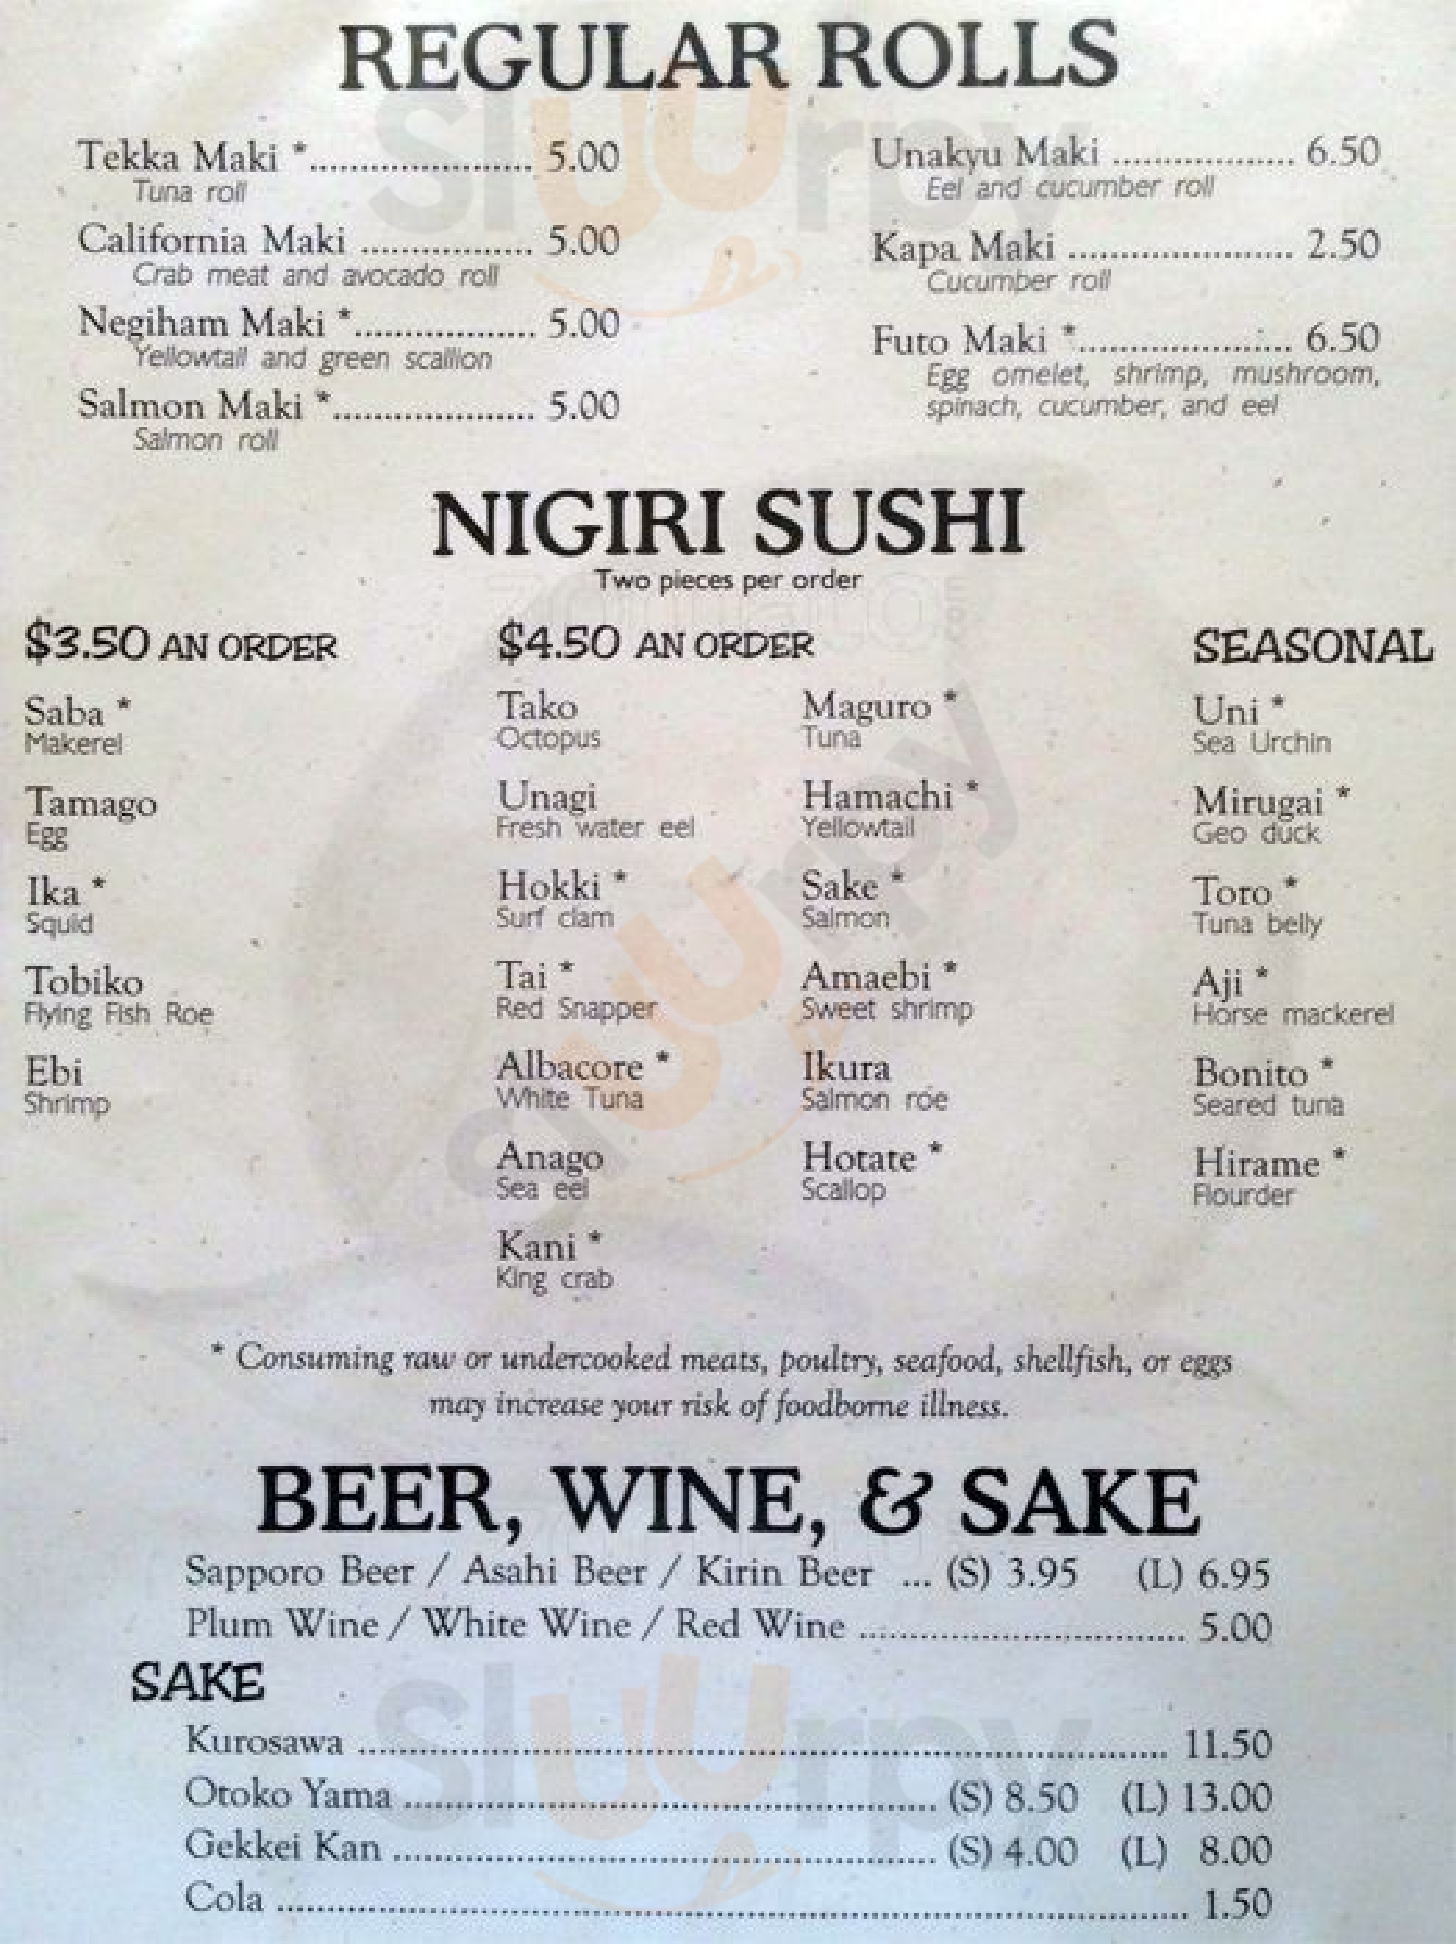 REGULAR ROLLS
Tekka Maki *...................... 5.00
Tuna roll
California Maki ................. 5.00
Crab meat and avocado roll
Negiham Maki *.................. 5.00
Yellowtail and green scallion
Salmon Maki *.................... 5.00
Salmon roll
Unakyu Maki .................. 6.50
Eel and cucumber roll
Kapa Maki ...................... 2.50
Cucumber roll
Futo Maki *..................... 6.50
Egg omelet, shrimp, mushroom,
spinach, cucumber, and eel
NIGIRI SUSHI
Two pieces per order
$3.50 AN ORDER
Saba *
Makerel
Tamago
Egg
Ika *
Squid
Tobiko
Flying Fish Roe
Ebi
Shrimp
$4.50 AN ORDER
Tako
Octopus
Unagi
Fresh water eel
Hokki *
Surf clam
Tai *
Red Snapper
Albacore *
White Tuna
Anago
Sea eel
Kani *
King crab
Maguro *
Tuna
Hamachi *
Yellowtail
Sake *
Salmon
Amaebi *
Sweet shrimp
Ikura
Salmon roe
Hotate *
Scallop
SEASONAL
Uni *
Sea Urchin
Mirugai *
Geo duck
Toro *
Tuna belly
Aji *
Horse mackerel
Bonito *
Seared tuna
Hirame *
Flourder
* Consuming raw or undercooked meats, poultry, seafood, shellfish, or eggs
may increase your risk of foodborne illness.
BEER, WINE, & SAKE
Sapporo Beer / Asahi Beer / Kirin Beer ... (S) 3.95 (L) 6.95
Plum Wine / White Wine / Red Wine ................................ 5.00
SAKE
Kurosawa ................................................................................ 11.50
Otoko Yama ..................................................... (S) 8.50 (L) 13.00
Gekkei Kan ...................................................... (S) 4.00 (L) 8.00
Cola .......................................................................................... 1.50
sluurpy
sluurpy
sluurpy
zomato.com